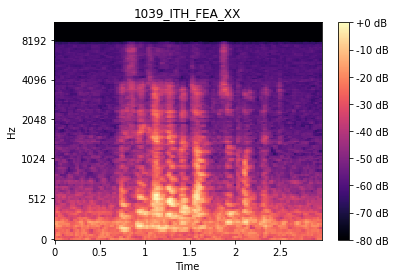 1039_ITH_FEA_XX
+0 dB
8192
-10 dB
4096
-20 dB
-30 dB
2048
Hz
-40 dB
1024
-50 dB
-60 dB
512
-70 dB
0
-80 dB
0 0.5 1 1.5 2 2.5
Time